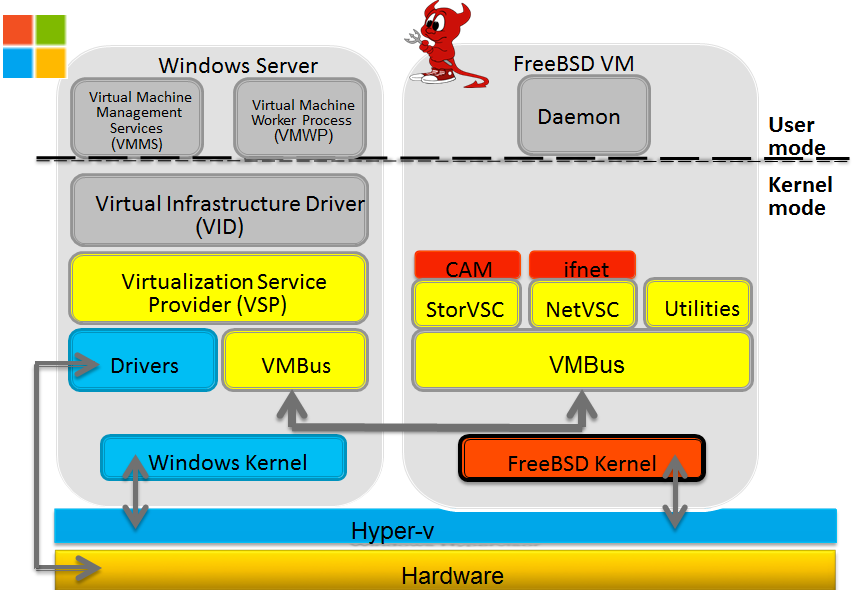 Windows Server
Virtual Machine
Management
Services
(VMMS)
Virtual Machine
Worker Process
(VMWP)
FreeBSD VM
Daemon
User
mode
Kernel
mode
Virtual Infrastructure Driver
(VID)
Virtualization Service
Provider (VSP)
CAM
ifnet
StorVSC
NetVSC
Utilities
Drivers
VMBus
VMBus
Windows Kernel
FreeBSD Kernel
Hyper-v
Hardware